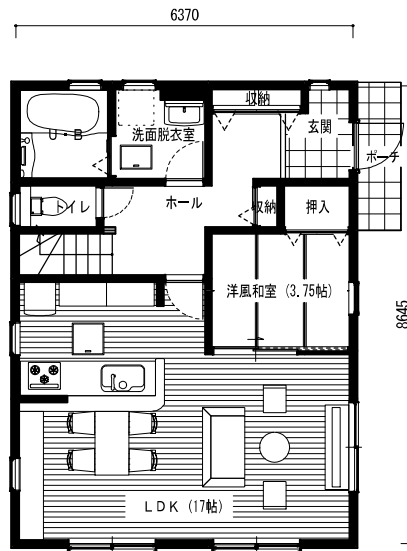 6370
収納
玄関
ポーチ
洗面脱衣室
U-B
トイレ
ホール
収納
押入
洋風和室 (3.75帖)
8645
LDK (17帖)